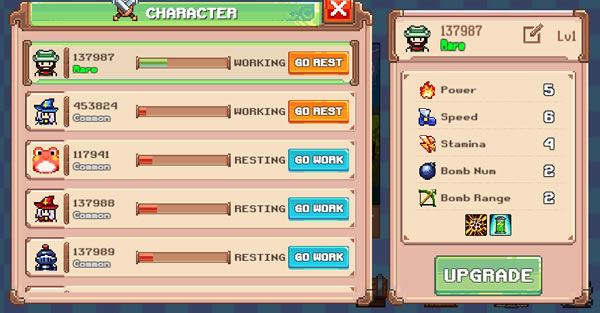 CHARACTER
137987
Rare
WORKING
GO REST
453824
Common
WORKING
GO REST
117941
Common
RESTING
GO WORK
137988
Common
RESTING
GO WORK
137989
Common
RESTING
GO WORK
137987
Rare
Lv1
Power 5
Speed 6
Stamina 4
Bomb Num 2
Bomb Range 2
UPGRADE